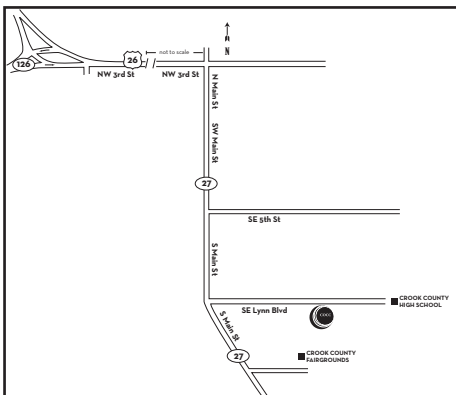 not to scale
N
26
126
NW 3rd St
NW 3rd St
N Main St
SW Main St
27
SE 5th St
S Main St
CROOK COUNTY
HIGH SCHOOL
SE Lynn Blvd
COCC
S Main St
27
CROOK COUNTY
FAIRGROUNDS